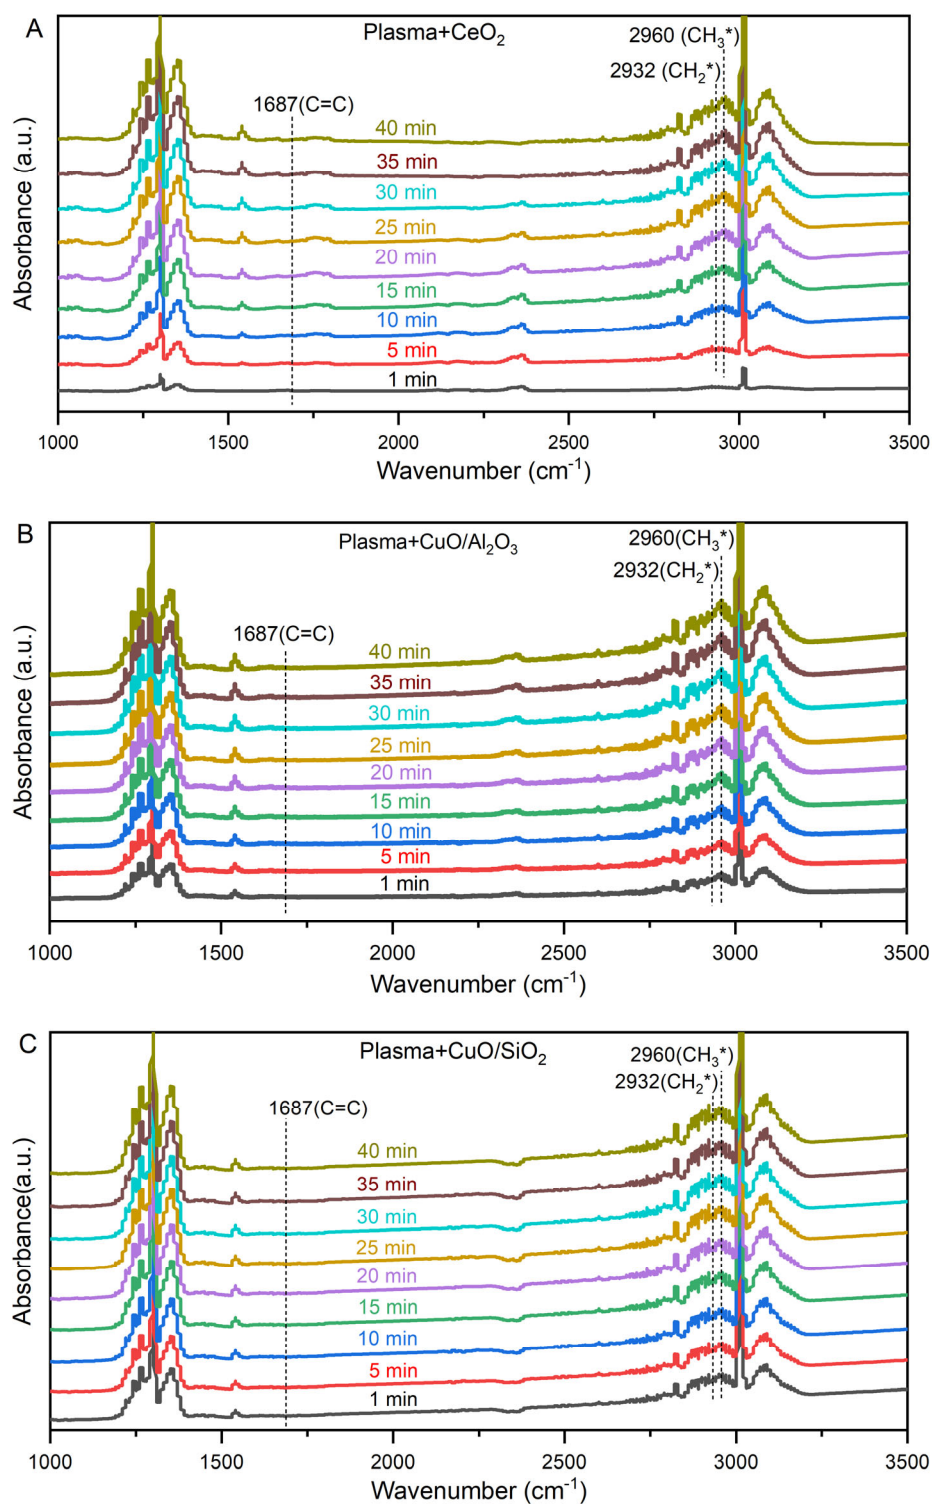 A
Plasma+CeO₂
2960 (CH₃*)
2932 (CH₂*)
1687(C=C)
40 min
35 min
30 min
25 min
20 min
15 min
10 min
5 min
1 min
Absorbance (a.u.)
1000 1500 2000 2500 3000 3500
Wavenumber (cm⁻¹)
B
Plasma+CuO/Al₂O₃
2960(CH₃*)
2932(CH₂*)
1687(C=C)
40 min
35 min
30 min
25 min
20 min
15 min
10 min
5 min
1 min
Absorbance (a.u.)
1000 1500 2000 2500 3000 3500
Wavenumber (cm⁻¹)
C
Plasma+CuO/SiO₂
2960(CH₃*)
2932(CH₂*)
1687(C=C)
40 min
35 min
30 min
25 min
20 min
15 min
10 min
5 min
1 min
Absorbance(a.u.)
1000 1500 2000 2500 3000 3500
Wavenumber (cm⁻¹)